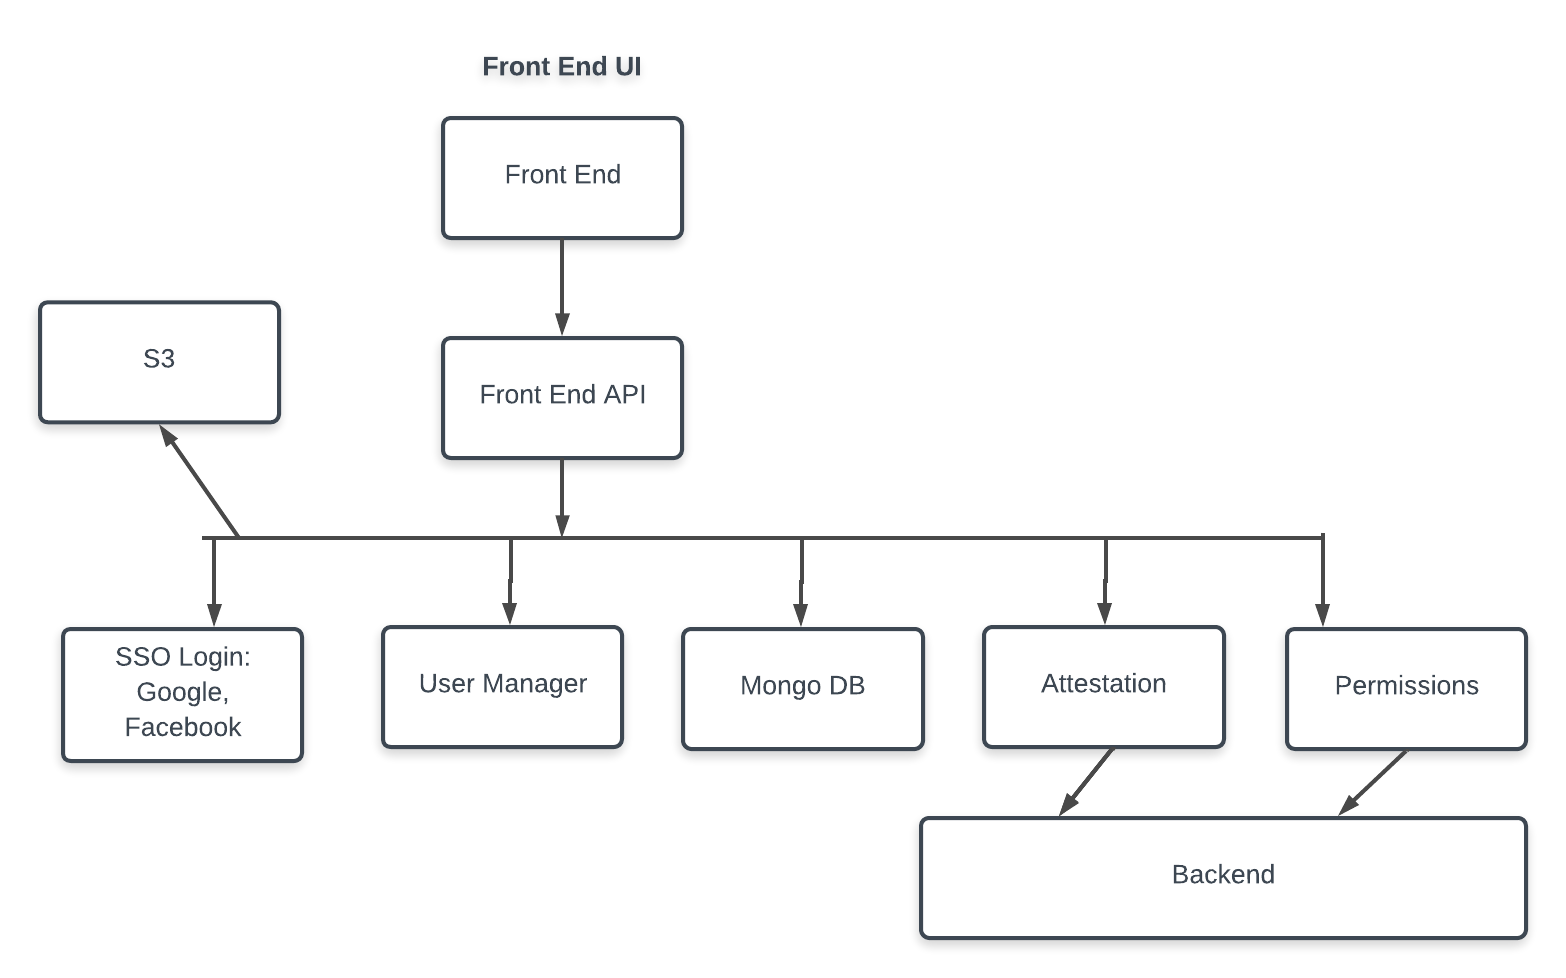 Front End UI
Front End
S3
Front End API
SSO Login:
Google,
Facebook
User Manager
Mongo DB
Attestation
Permissions
Backend